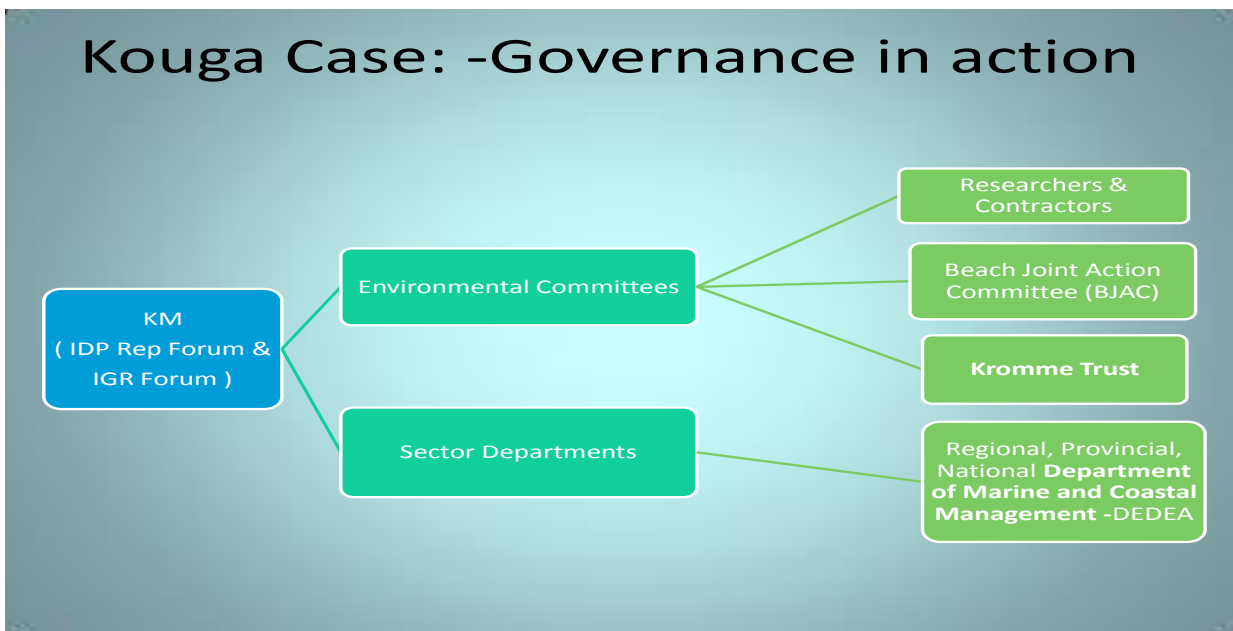 Kouga Case: -Governance in action
KM
( IDP Rep Forum &
IGR Forum )
Environmental Committees
Sector Departments
Researchers &
Contractors
Beach Joint Action
Committee (BJAC)
Kromme Trust
Regional, Provincial,
National Department
of Marine and Coastal
Management -DEDEA